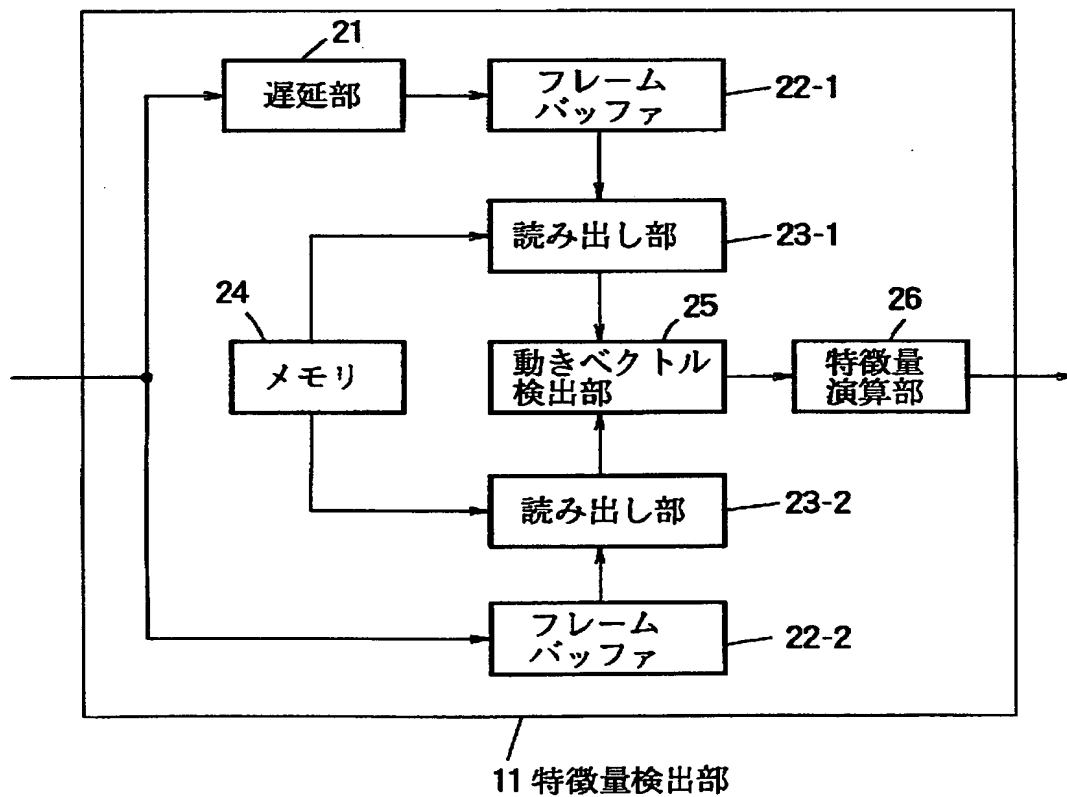 21
遅延部
フレーム
バッファ
22-1
読み出し部
23-1
24
メモリ
25
動きベクトル
検出部
26
特徴量
演算部
読み出し部
23-2
フレーム
バッファ
22-2
11 特徴量検出部